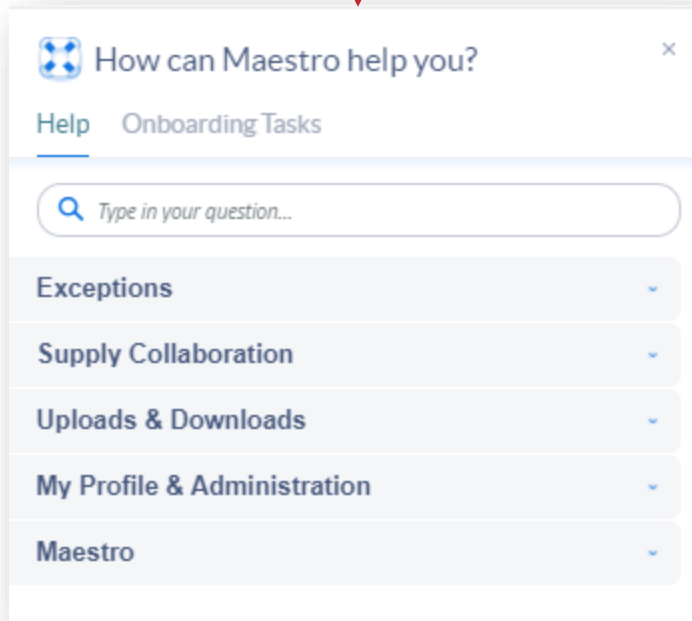 How can Maestro help you?
Help Onboarding Tasks
Type in your question...
Exceptions
Supply Collaboration
Uploads & Downloads
My Profile & Administration
Maestro